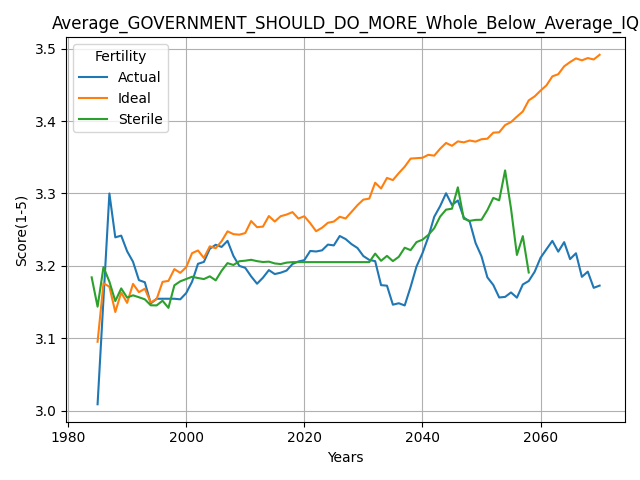 Average_GOVERNMENT_SHOULD_DO_MORE_Whole_Below_Average_IQ
Fertility
Actual
Ideal
Sterile
Score(1-5)
3.5
3.4
3.3
3.2
3.1
3.0
1980
2000
2020
2040
2060
Years